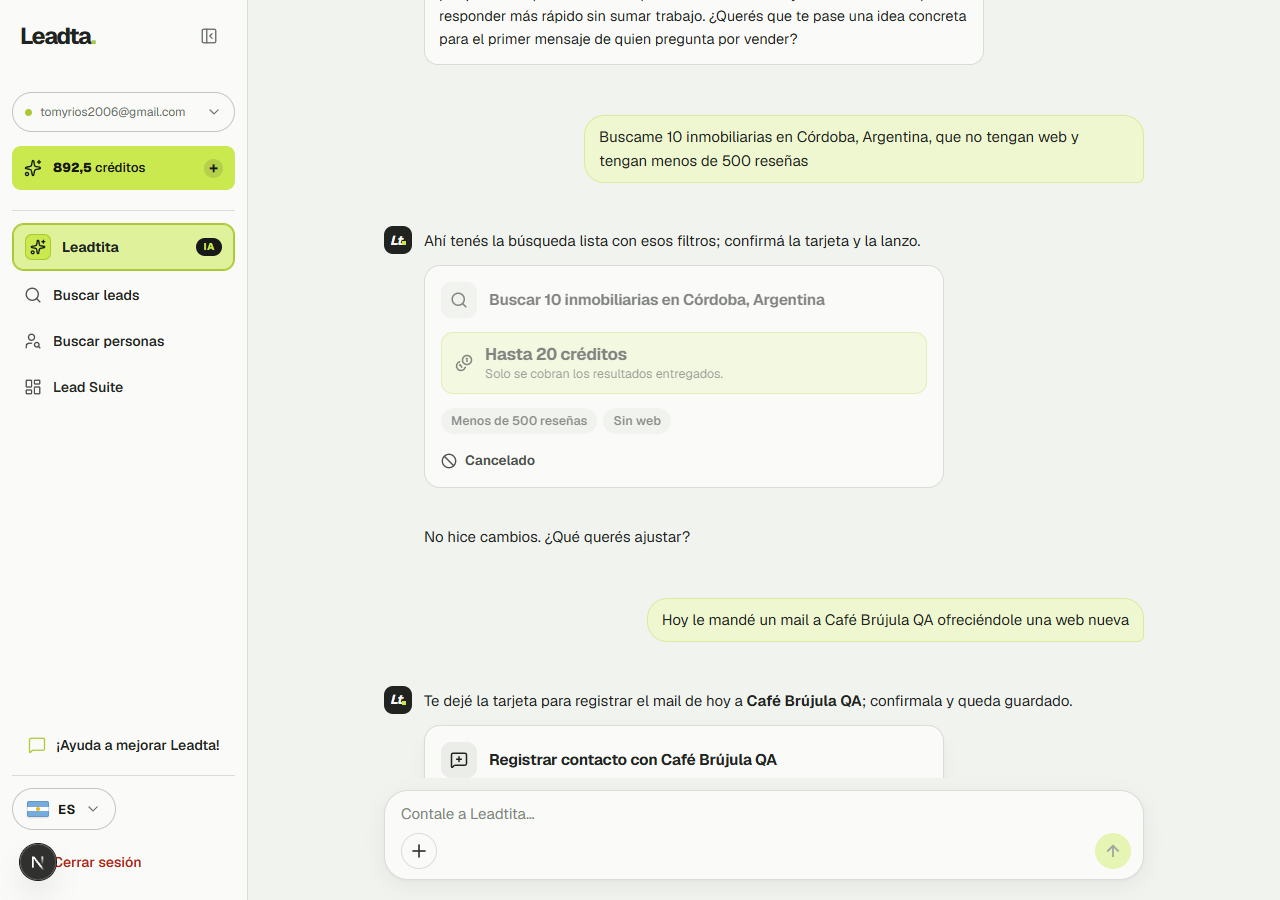 Leadta.
tomyrios2006@gmail.com
892,5 créditos
Leadtita
IA
Buscar leads
Buscar personas
Lead Suite
¡Ayuda a mejorar Leadta!
ES
N
Cerrar sesión
responder más rápido sin sumar trabajo. ¿Querés que te pase una idea concreta
para el primer mensaje de quien pregunta por vender?
Buscame 10 inmobiliarias en Córdoba, Argentina, que no tengan web y
tengan menos de 500 reseñas
Lt.
Ahí tenés la búsqueda lista con esos filtros; confirmá la tarjeta y la lanzo.
Buscar 10 inmobiliarias en Córdoba, Argentina
Hasta 20 créditos
Solo se cobran los resultados entregados.
Menos de 500 reseñas
Sin web
Cancelado
No hice cambios. ¿Qué querés ajustar?
Hoy le mandé un mail a Café Brújula QA ofreciéndole una web nueva
Lt.
Te dejé la tarjeta para registrar el mail de hoy a Café Brújula QA; confirmala y queda guardado.
Registrar contacto con Café Brújula QA
Contale a Leadtita...